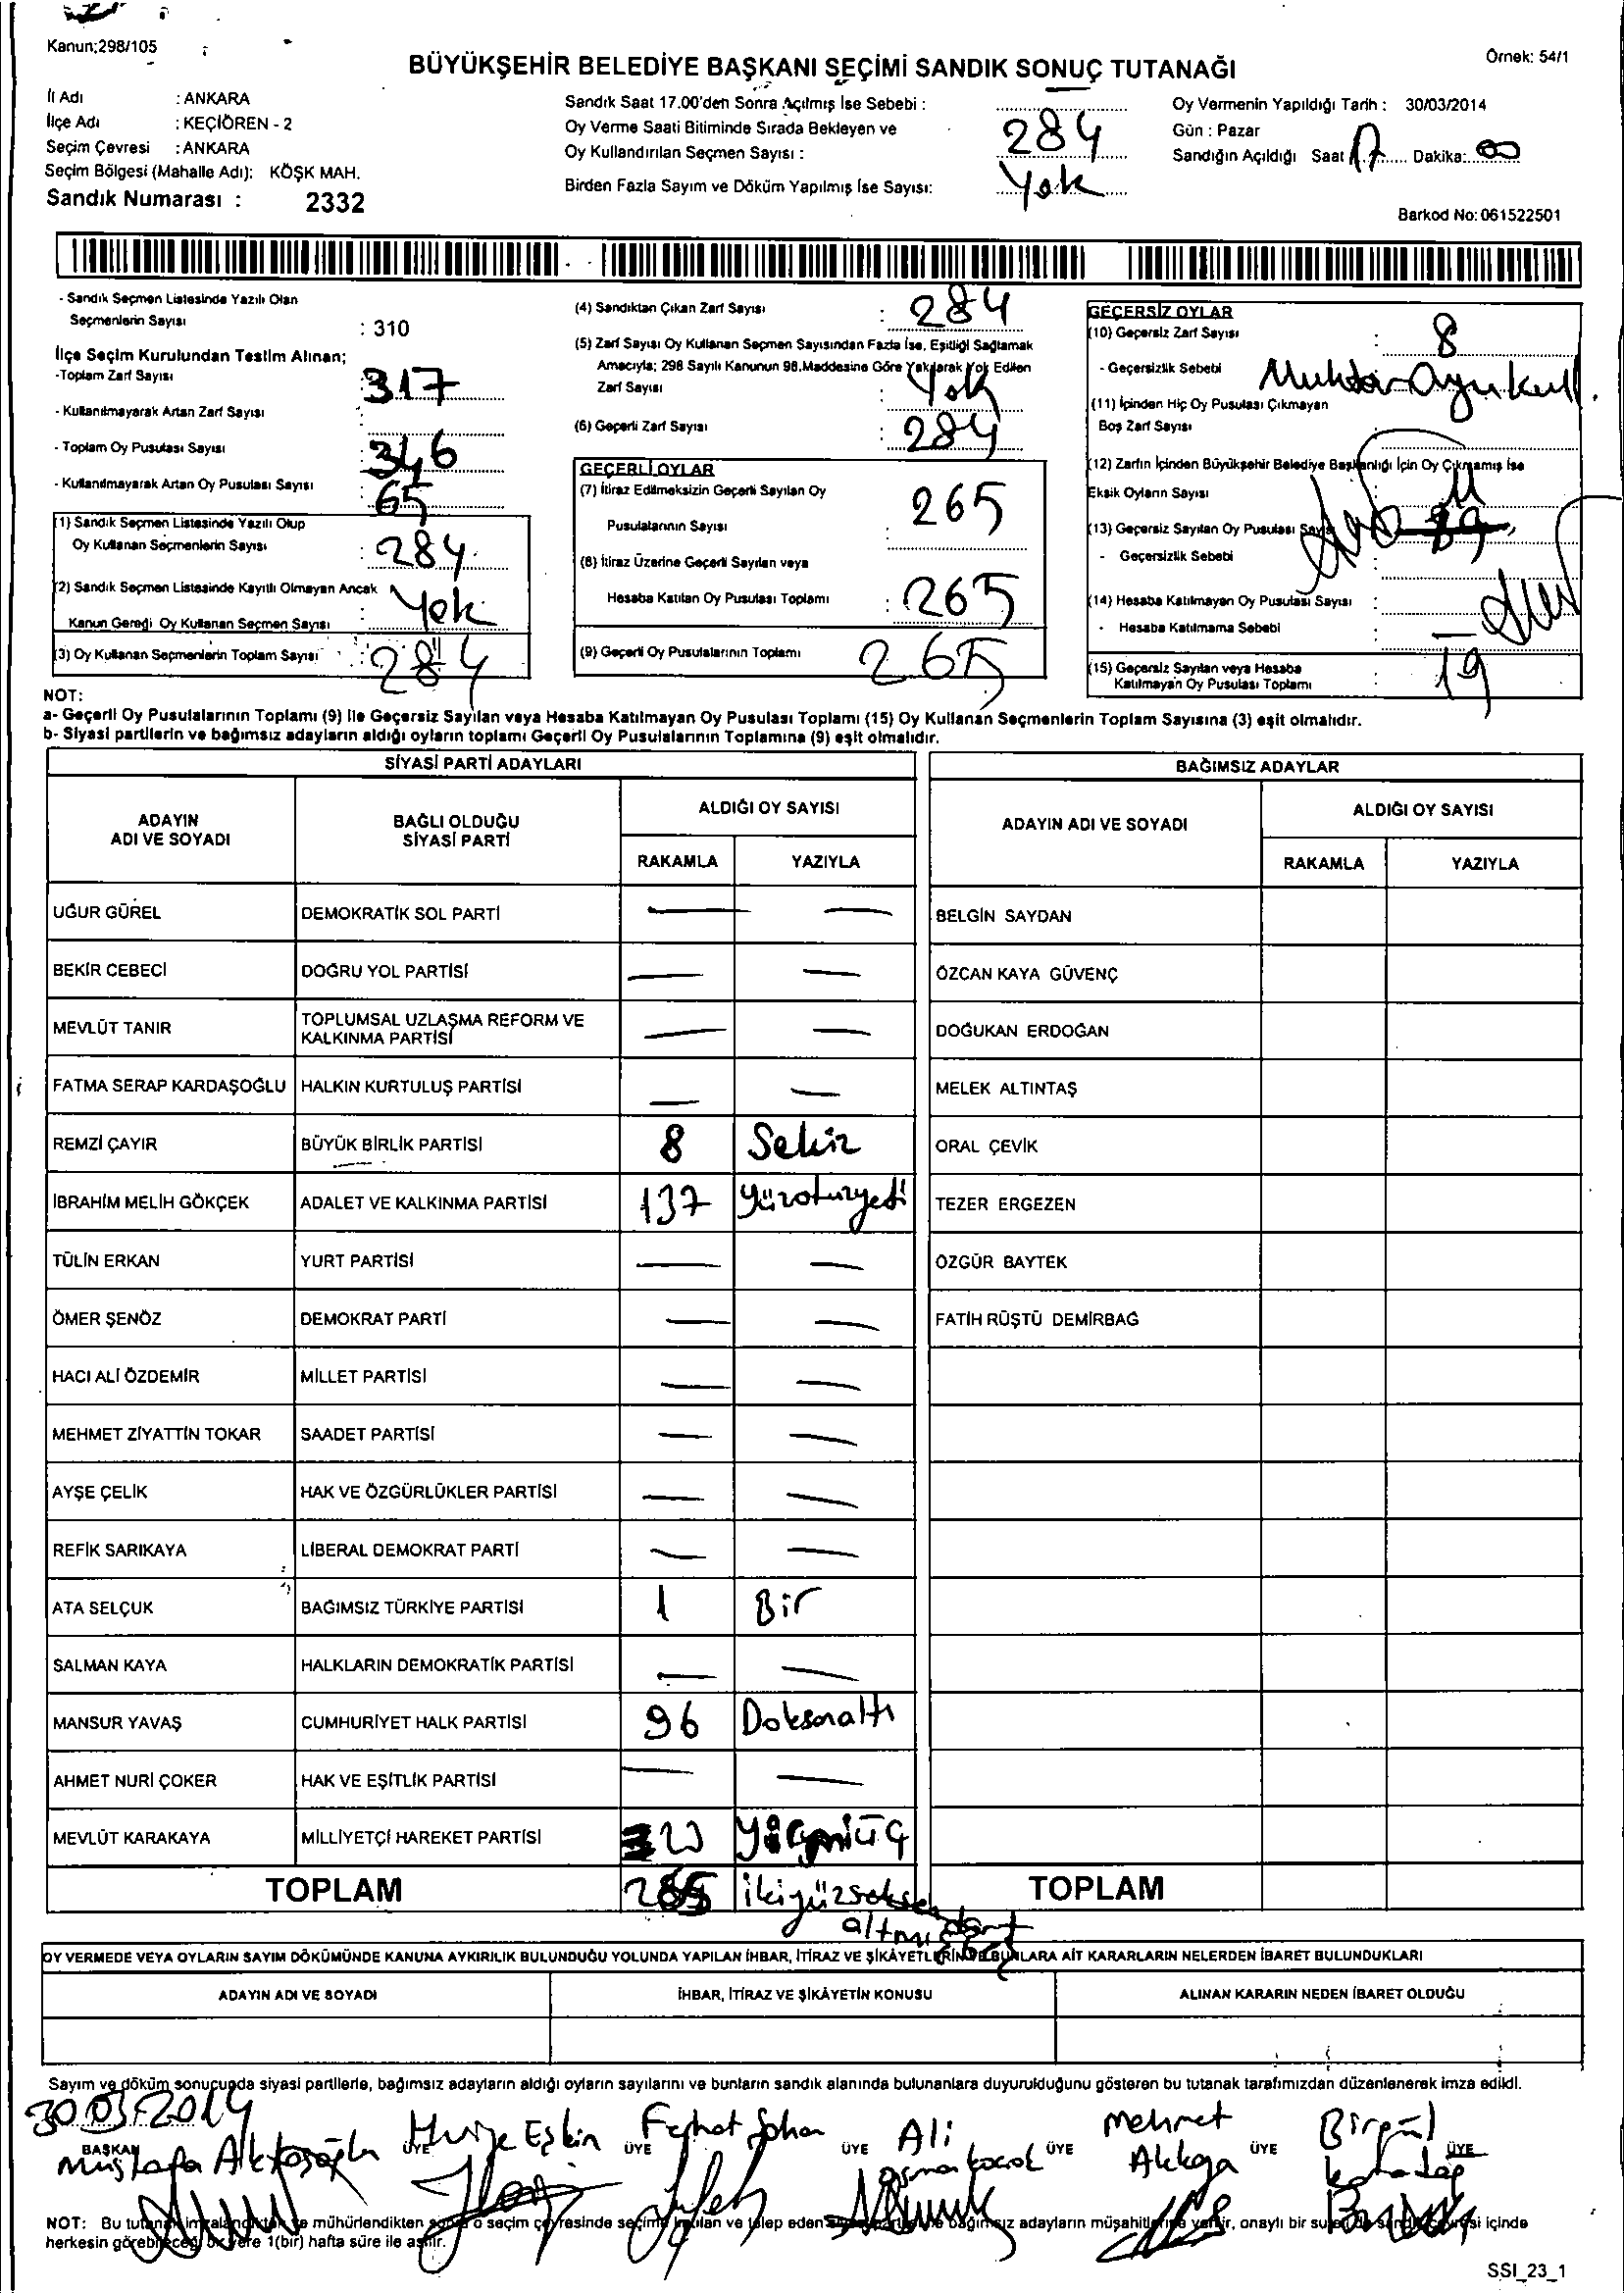 Kanun;298/105
Örnek: 54/1
BÜYÜKŞEHİR BELEDİYE BAŞKANI SEÇİMİ SANDIK SONUÇ TUTANAĞI
İl Adı : ANKARA
İlçe Adı : KEÇİÖREN - 2
Seçim Çevresi : ANKARA
Seçim Bölgesi (Mahalle Adı): KÖŞK MAH.
Sandık Numarası : 2332
Sandık Saat 17.00'den Sonra Açılmış İse Sebebi :
Oy Verme Saati Bitiminde Sırada Bekleyen ve
Oy Kullandırılan Seçmen Sayısı : 284
Birden Fazla Sayım ve Döküm Yapılmış İse Sayısı: Yok
Oy Vermenin Yapıldığı Tarih : 30/03/2014
Gün : Pazar
Sandığın Açıldığı Saat 17 Dakika: 00
Barkod No: 061522501
- Sandık Seçmen Listesinde Yazılı Olan
Seçmenlerin Sayısı : 310
İlçe Seçim Kurulundan Teslim Alınan;
-Toplam Zarf Sayısı 317
- Kullanılmayarak Artan Zarf Sayısı
- Toplam Oy Pusulası Sayısı 346
- Kullanılmayarak Artan Oy Pusulası Sayısı 65
(1) Sandık Seçmen Listesinde Yazılı Olup
Oy Kullanan Seçmenlerin Sayısı : 284
(2) Sandık Seçmen Listesinde Kayıtlı Olmayan Ancak
Kanun Gereği Oy Kullanan Seçmen Sayısı : Yok
(3) Oy Kullanan Seçmenlerin Toplam Sayısı : 284
(4) Sandıktan Çıkan Zarf Sayısı : 284
(5) Zarf Sayısı Oy Kullanan Seçmen Sayısından Fazla İse, Eşitliği Sağlamak
Amacıyla; 298 Sayılı Kanunun 98.Maddesine Göre Yakılarak Yok Edilen
Zarf Sayısı : Yok
(6) Geçerli Zarf Sayısı : 284
GEÇERLİ OYLAR
(7) İtiraz Edilmeksizin Geçerli Sayılan Oy
Pusulalarının Sayısı : 265
(8) İtiraz Üzerine Geçerli Sayılan veya
Hesaba Katılan Oy Pusulası Toplamı : 265
(9) Geçerli Oy Pusulalarının Toplamı 265
GEÇERSİZ OYLAR
(10) Geçersiz Zarf Sayısı : 8
- Geçersizlik Sebebi
(11) İçinden Hiç Oy Pusulası Çıkmayan
Boş Zarf Sayısı
(12) Zarfın İçinden Büyükşehir Belediye Başkanlığı İçin Oy Çıkmamış İse
Eksik Oyların Sayısı 11
(13) Geçersiz Sayılan Oy Pusulası Sayısı
- Geçersizlik Sebebi
(14) Hesaba Katılmayan Oy Pusulası Sayısı :
- Hesaba Katılmama Sebebi :
(15) Geçersiz Sayılan veya Hesaba
Katılmayan Oy Pusulası Toplamı : 19
NOT:
a- Geçerli Oy Pusulalarının Toplamı (9) ile Geçersiz Sayılan veya Hesaba Katılmayan Oy Pusulası Toplamı (15) Oy Kullanan Seçmenlerin Toplam Sayısına (3) eşit olmalıdır.
b- Siyasi partilerin ve bağımsız adayların aldığı oyların toplamı Geçerli Oy Pusulalarının Toplamına (9) eşit olmalıdır.
SİYASİ PARTİ ADAYLARI
ADAYIN ADI VE SOYADI
BAĞLI OLDUĞU SİYASİ PARTİ
ALDIĞI OY SAYISI
RAKAMLA YAZIYLA
UĞUR GÜREL DEMOKRATİK SOL PARTİ — —
BEKİR CEBECİ DOĞRU YOL PARTİSİ — —
MEVLÜT TANIR TOPLUMSAL UZLAŞMA REFORM VE KALKINMA PARTİSİ — —
FATMA SERAP KARDAŞOĞLU HALKIN KURTULUŞ PARTİSİ — —
REMZİ ÇAYIR BÜYÜK BİRLİK PARTİSİ 8 Sekiz
İBRAHİM MELİH GÖKÇEK ADALET VE KALKINMA PARTİSİ 137 Yüzotuzyedi
TÜLİN ERKAN YURT PARTİSİ — —
ÖMER ŞENÖZ DEMOKRAT PARTİ — —
HACI ALİ ÖZDEMİR MİLLET PARTİSİ — —
MEHMET ZİYATTİN TOKAR SAADET PARTİSİ — —
AYŞE ÇELİK HAK VE ÖZGÜRLÜKLER PARTİSİ — —
REFİK SARIKAYA LİBERAL DEMOKRAT PARTİ — —
ATA SELÇUK BAĞIMSIZ TÜRKİYE PARTİSİ 1 Bir
SALMAN KAYA HALKLARIN DEMOKRATİK PARTİSİ — —
MANSUR YAVAŞ CUMHURİYET HALK PARTİSİ 96 Doksanaltı
AHMET NURİ ÇOKER HAK VE EŞİTLİK PARTİSİ — —
MEVLÜT KARAKAYA MİLLİYETÇİ HAREKET PARTİSİ 23 Yirmiüç
TOPLAM 265 ikiyüz
altmışbeş
BAĞIMSIZ ADAYLAR
ADAYIN ADI VE SOYADI
ALDIĞI OY SAYISI
RAKAMLA YAZIYLA
BELGİN SAYDAN
ÖZCAN KAYA GÜVENÇ
DOĞUKAN ERDOĞAN
MELEK ALTINTAŞ
ORAL ÇEVİK
TEZER ERGEZEN
ÖZGÜR BAYTEK
FATİH RÜŞTÜ DEMİRBAĞ
TOPLAM
OY VERMEDE VEYA OYLARIN SAYIM DÖKÜMÜNDE KANUNA AYKIRILIK BULUNDUĞU YOLUNDA YAPILAN İHBAR, İTİRAZ VE ŞİKÂYETLERİN VE BUNLARA AİT KARARLARIN NELERDEN İBARET BULUNDUKLARI
ADAYIN ADI VE SOYADI
İHBAR, İTİRAZ VE ŞİKÂYETİN KONUSU
ALINAN KARARIN NEDEN İBARET OLDUĞU
Sayım ve döküm sonucunda siyasi partilerle, bağımsız adayların aldığı oyların sayılarını ve bunların sandık alanında bulunanlara duyurulduğunu gösteren bu tutanak tarafımızdan düzenlenerek imza edildi.
30.03.2014
BAŞKAN ÜYE ÜYE ÜYE ÜYE ÜYE ÜYE
Mustafa
Ali
Mehmet Akkaya
Birgül
NOT: Bu tutanak imzalandıktan ve mühürlendikten sonra o seçim çevresinde seçime katılan ve talep eden siyasi parti ve bağımsız adayların müşahitlerine verilir, onaylı bir sureti de sandık çevresi içinde
herkesin görebileceği bir yere 1(bir) hafta süre ile asılır.
SSI_23_1